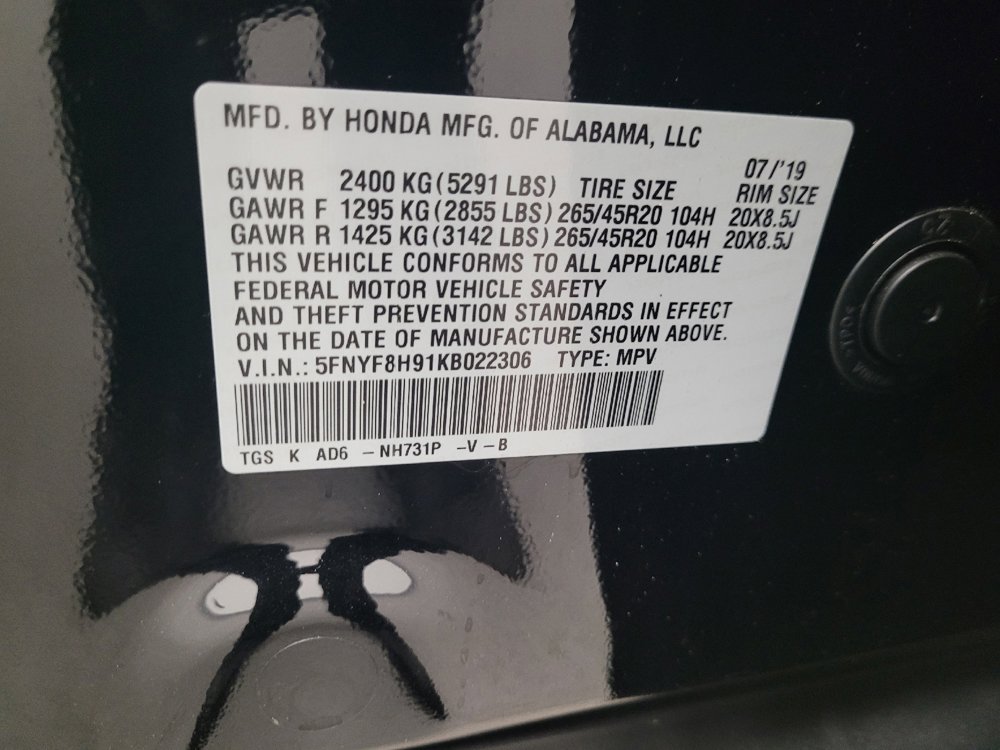 MFD. BY HONDA MFG. OF ALABAMA, LLC
07/'19
GVWR 2400 KG (5291 LBS) TIRE SIZE RIM SIZE
GAWR F 1295 KG (2855 LBS) 265/45R20 104H 20X8.5J
GAWR R 1425 KG (3142 LBS) 265/45R20 104H 20X8.5J
THIS VEHICLE CONFORMS TO ALL APPLICABLE
FEDERAL MOTOR VEHICLE SAFETY
AND THEFT PREVENTION STANDARDS IN EFFECT
ON THE DATE OF MANUFACTURE SHOWN ABOVE.
V.I.N.: 5FNYF8H91KB022306 TYPE: MPV
TGS K AD6 -NH731P -V-B
25